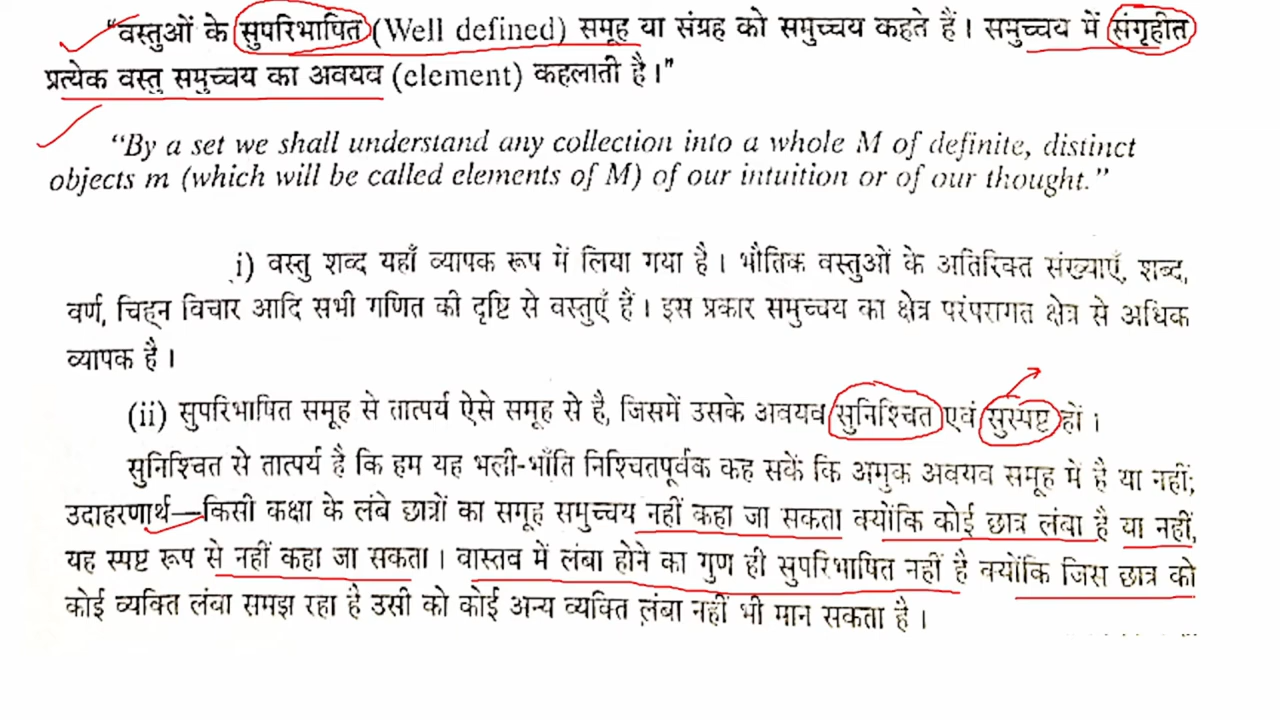 “वस्तुओं के सुपरिभाषित (Well defined) समूह या संग्रह को समुच्चय कहते हैं। समुच्चय में संगृहीत
प्रत्येक वस्तु समुच्चय का अवयव (element) कहलाती है।”
“By a set we shall understand any collection into a whole M of definite, distinct
objects m (which will be called elements of M) of our intuition or of our thought.”
i) वस्तु शब्द यहाँ व्यापक रूप में लिया गया है। भौतिक वस्तुओं के अतिरिक्त संख्याएँ, शब्द,
वर्ण, चिह्न विचार आदि सभी गणित की दृष्टि से वस्तुएँ हैं। इस प्रकार समुच्चय का क्षेत्र परंपरागत क्षेत्र से अधिक
व्यापक है।
(ii) सुपरिभाषित समूह से तात्पर्य ऐसे समूह से है, जिसमें उसके अवयव सुनिश्चित एवं सुस्पष्ट हों।
सुनिश्चित से तात्पर्य है कि हम यह भली-भाँति निश्चितपूर्वक कह सकें कि अमुक अवयव समूह में है या नहीं;
उदाहरणार्थ—किसी कक्षा के लंबे छात्रों का समूह समुच्चय नहीं कहा जा सकता क्योंकि कोई छात्र लंबा है या नहीं,
यह स्पष्ट रूप से नहीं कहा जा सकता। वास्तव में लंबा होने का गुण ही सुपरिभाषित नहीं है क्योंकि जिस छात्र को
कोई व्यक्ति लंबा समझ रहा है उसी को कोई अन्य व्यक्ति लंबा नहीं भी मान सकता है।